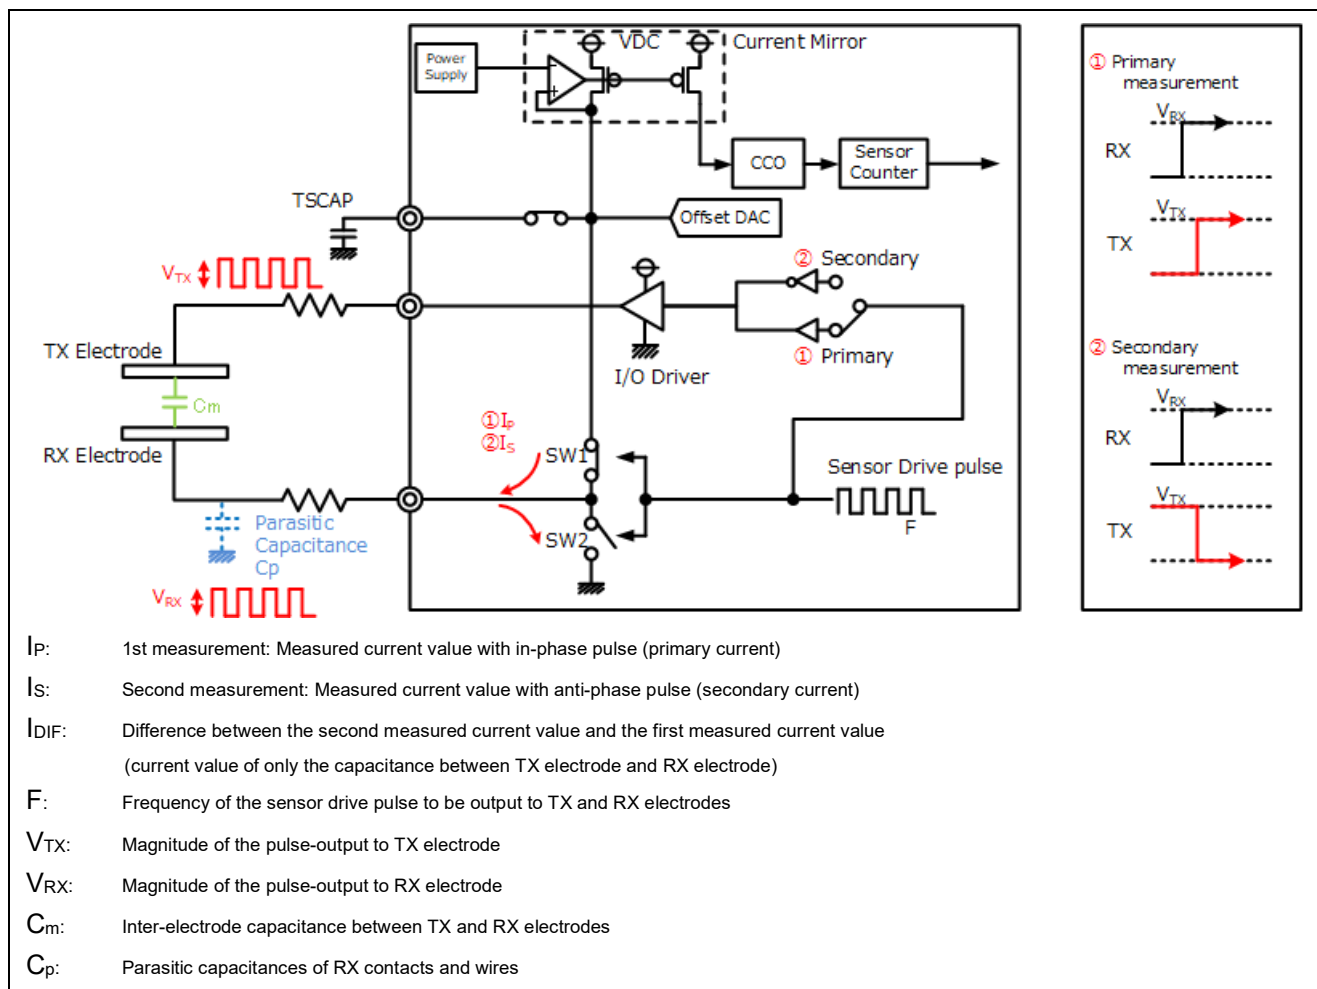 Power
Supply
VDC
Current Mirror
CCO
Sensor
Counter
TSCAP
Offset DAC
VTX
② Secondary
① Primary
I/O Driver
TX Electrode
Cm
RX Electrode
①IP
②IS
SW1
SW2
Sensor Drive pulse
F
Parasitic
Capacitance
Cp
VRX
① Primary
measurement
VRX
RX
VTX
TX
② Secondary
measurement
VRX
RX
VTX
TX
IP: 1st measurement: Measured current value with in-phase pulse (primary current)
IS: Second measurement: Measured current value with anti-phase pulse (secondary current)
IDIF: Difference between the second measured current value and the first measured current value
(current value of only the capacitance between TX electrode and RX electrode)
F: Frequency of the sensor drive pulse to be output to TX and RX electrodes
VTX: Magnitude of the pulse-output to TX electrode
VRX: Magnitude of the pulse-output to RX electrode
Cm: Inter-electrode capacitance between TX and RX electrodes
Cp: Parasitic capacitances of RX contacts and wires